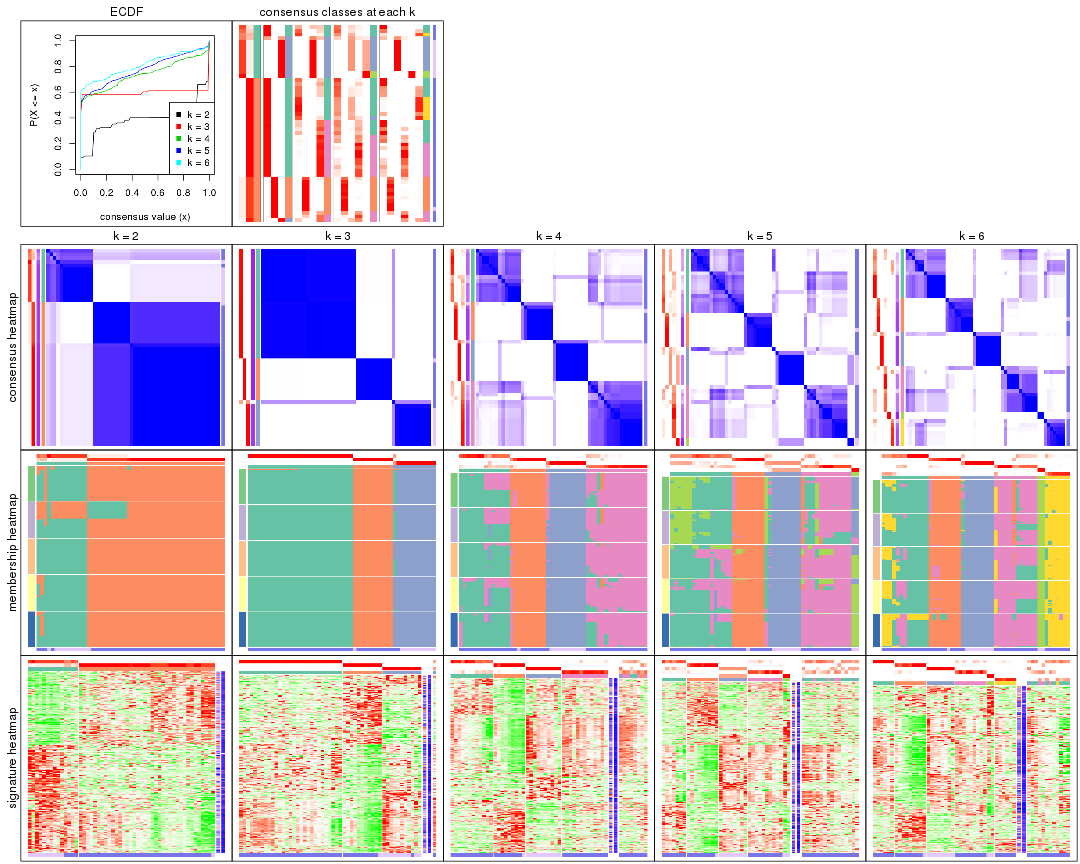 ECDF
consensus classes at each k
P(X <= x)
0.0 0.2 0.4 0.6 0.8 1.0
k = 2
k = 3
k = 4
k = 5
k = 6
0.0 0.2 0.4 0.6 0.8 1.0
consensus value (x)
k = 2
k = 3
k = 4
k = 5
k = 6
consensus heatmap
membership heatmap
signature heatmap